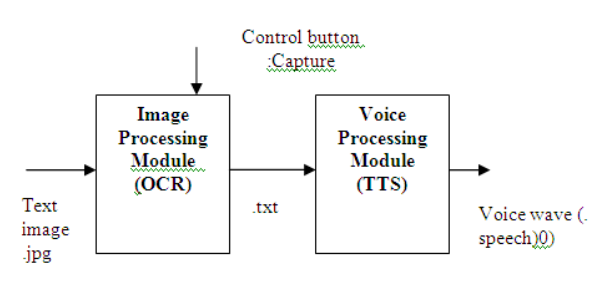 Control button
:Capture
Image
Processing
Module
(OCR)
Voice
Processing
Module
(TTS)
Text
image
.jpg
.txt
Voice wave (.
speech)0)